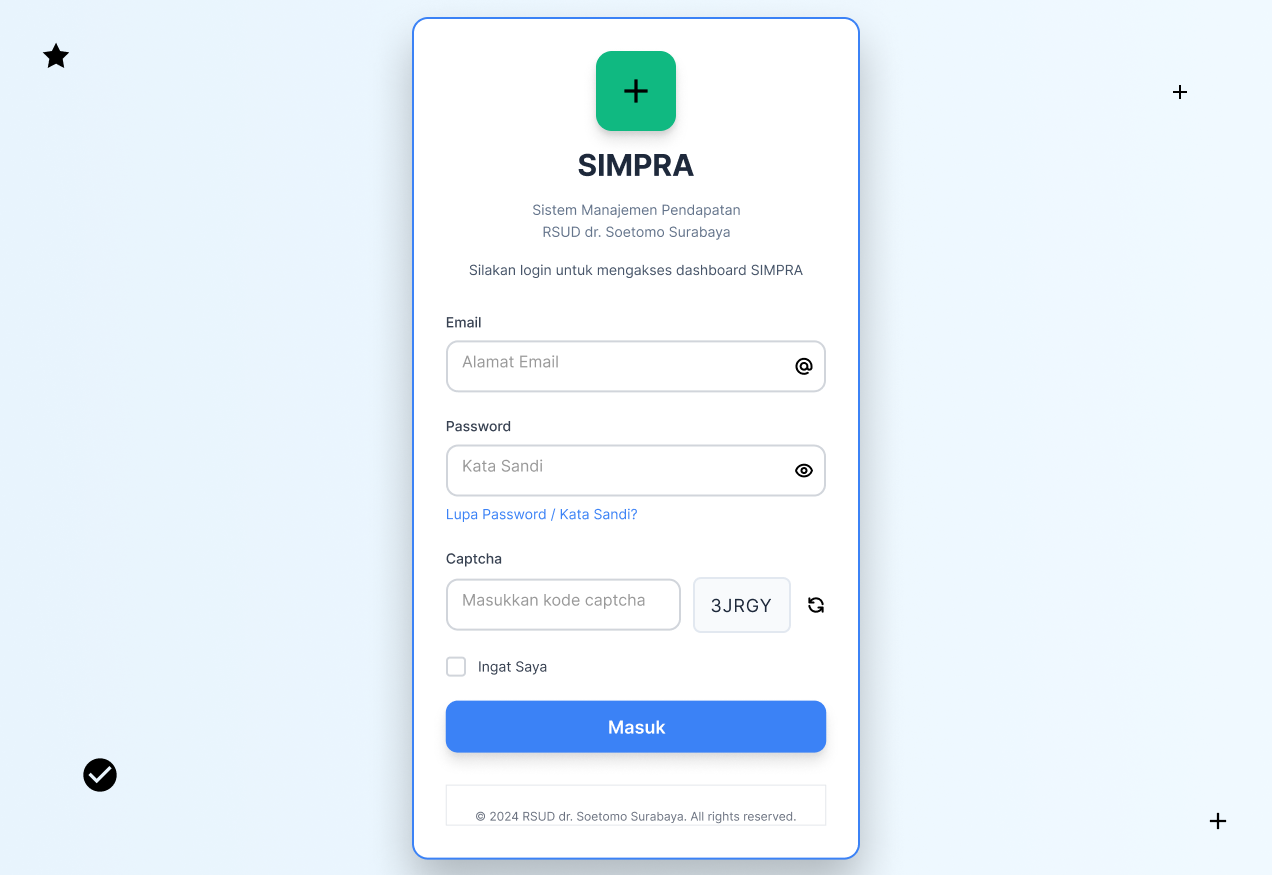 SIMPRA
Sistem Manajemen Pendapatan
RSUD dr. Soetomo Surabaya
Silakan login untuk mengakses dashboard SIMPRA
Email
Alamat Email
Password
Kata Sandi
Lupa Password / Kata Sandi?
Captcha
Masukkan kode captcha
3JRGY
Ingat Saya
Masuk
© 2024 RSUD dr. Soetomo Surabaya. All rights reserved.